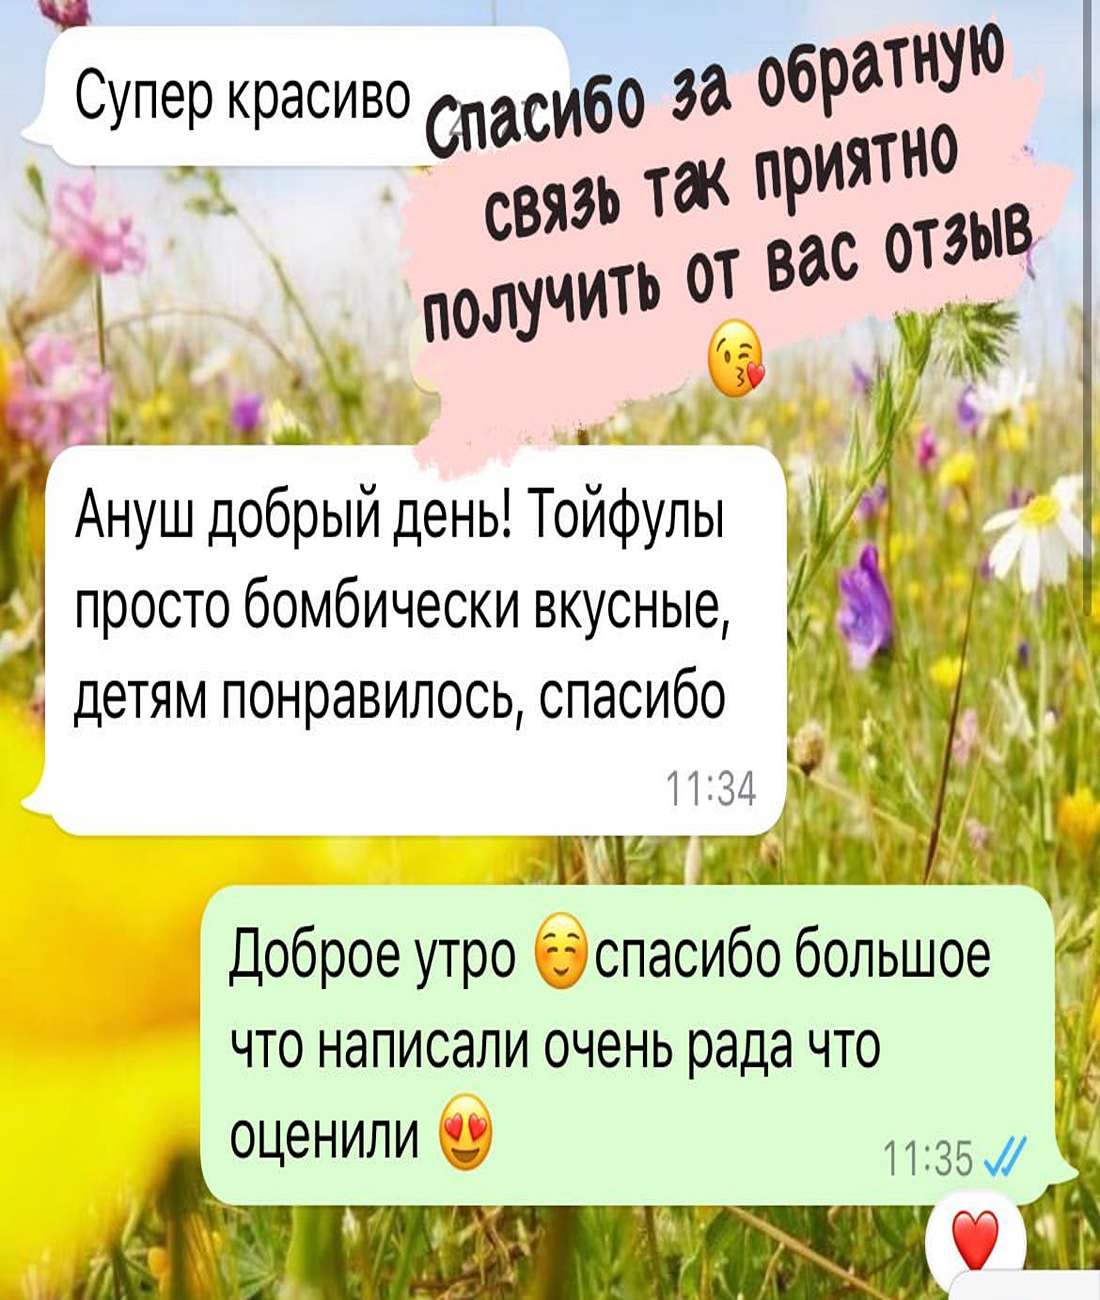 Супер красиво
Спасибо за обратную
связь так приятно
получить от вас отзыв
😘
Ануш добрый день! Тойфулы
просто бомбически вкусные,
детям понравилось, спасибо
11:34
Доброе утро ☺️спасибо большое
что написали очень рада что
оценили 😍
11:35